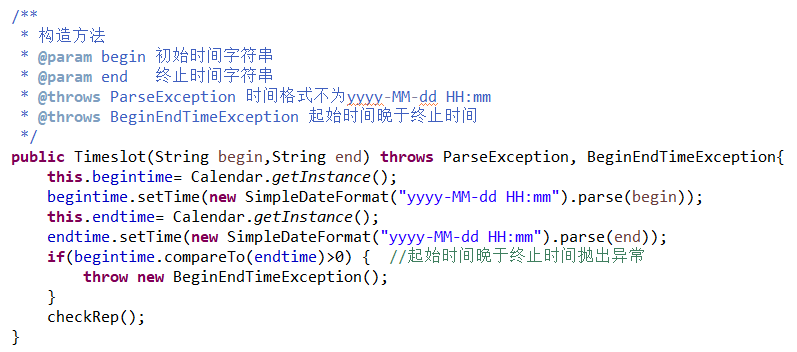 /**
 * 构造方法
 * @param begin 初始时间字符串
 * @param end   终止时间字符串
 * @throws ParseException 时间格式不为yyyy-MM-dd HH:mm
 * @throws BeginEndTimeException 起始时间晚于终止时间
 */
public Timeslot(String begin,String end) throws ParseException, BeginEndTimeException{
    this.begintime= Calendar.getInstance();
    begintime.setTime(new SimpleDateFormat("yyyy-MM-dd HH:mm").parse(begin));
    this.endtime= Calendar.getInstance();
    endtime.setTime(new SimpleDateFormat("yyyy-MM-dd HH:mm").parse(end));
    if(begintime.compareTo(endtime)>0) {  //起始时间晚于终止时间抛出异常
        throw new BeginEndTimeException();
    }
    checkRep();
}